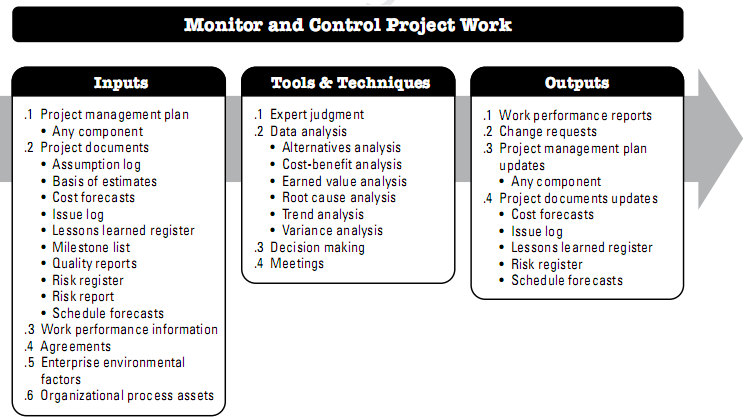 Monitor and Control Project Work
Inputs
.1 Project management plan
• Any component
.2 Project documents
• Assumption log
• Basis of estimates
• Cost forecasts
• Issue log
• Lessons learned register
• Milestone list
• Quality reports
• Risk register
• Risk report
• Schedule forecasts
.3 Work performance information
.4 Agreements
.5 Enterprise environmental
factors
.6 Organizational process assets
Tools & Techniques
.1 Expert judgment
.2 Data analysis
• Alternatives analysis
• Cost-benefit analysis
• Earned value analysis
• Root cause analysis
• Trend analysis
• Variance analysis
.3 Decision making
.4 Meetings
Outputs
.1 Work performance reports
.2 Change requests
.3 Project management plan
updates
• Any component
.4 Project documents updates
• Cost forecasts
• Issue log
• Lessons learned register
• Risk register
• Schedule forecasts